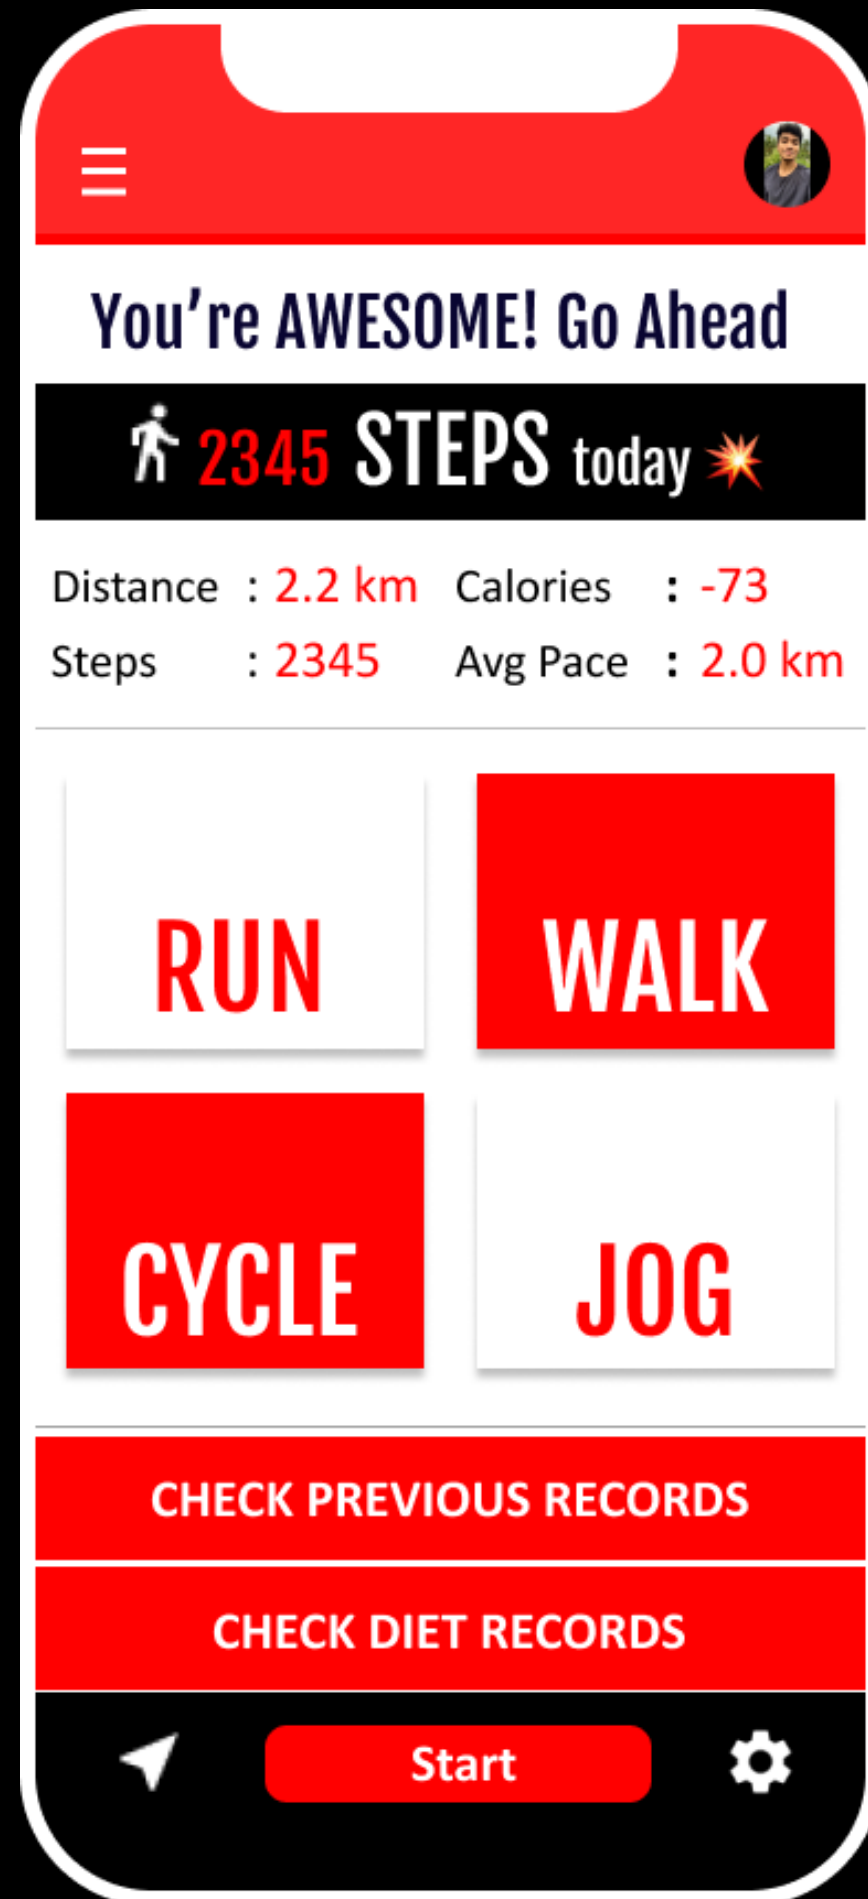 You’re AWESOME! Go Ahead
2345 STEPS today
Distance : 2.2 km Calories : -73
Steps : 2345 Avg Pace : 2.0 km
RUN WALK
CYCLE JOG
CHECK PREVIOUS RECORDS
CHECK DIET RECORDS
Start